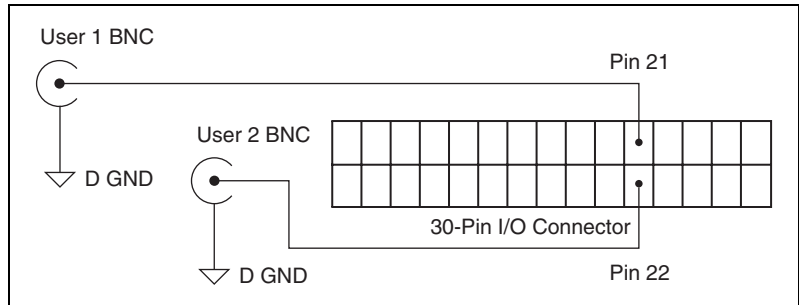 User 1 BNC
Pin 21
User 2 BNC
D GND
30-Pin I/O Connector
D GND
Pin 22